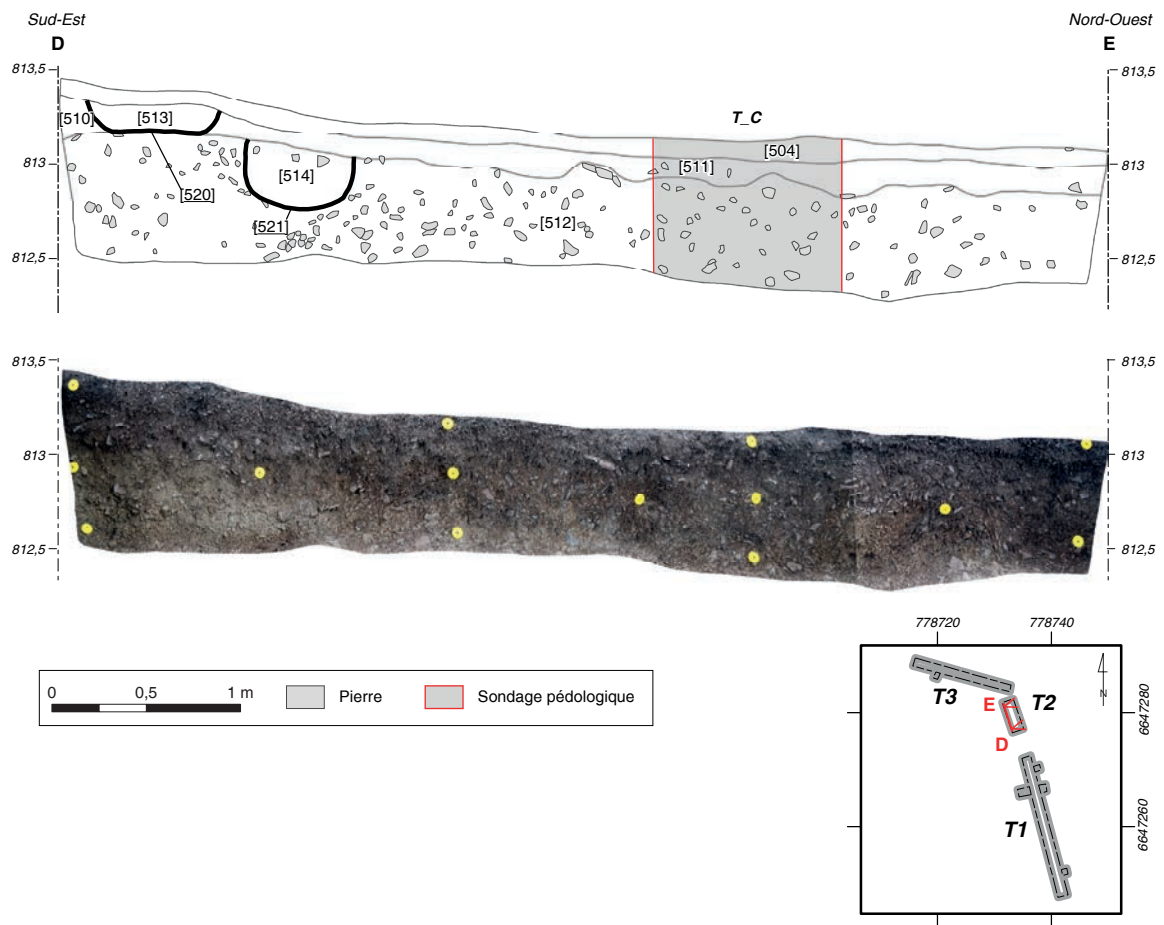 Sud-Est
Nord-Ouest
D
E
813,5
813,5
T_C
[510]
[513]
[504]
813
813
[511]
[514]
[520]
[521]
[512]
812,5
812,5
813,5
813,5
813
813
812,5
812,5
778720
778740
0
0,5
1 m
Pierre
Sondage pédologique
T3
T2
E
D
T1
N
6647280
6647260